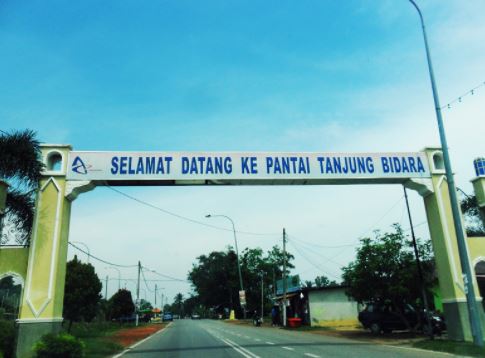 SELAMAT DATANG KE PANTAI TANJUNG BIDARA